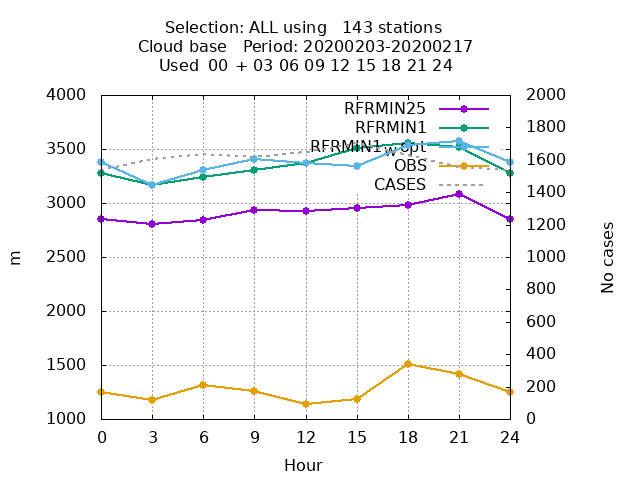 Selection: ALL using   143 stations
Cloud base   Period: 20200203-20200217
Used  00  + 03 06 09 12 15 18 21 24
4000
3500
3000
2500
2000
1500
1000
m
2000
1800
1600
1400
1200
1000
800
600
400
200
0
No cases
RFRMIN25
RFRMIN1
OBS
CASES
0 3 6 9 12 15 18 21 24
Hour